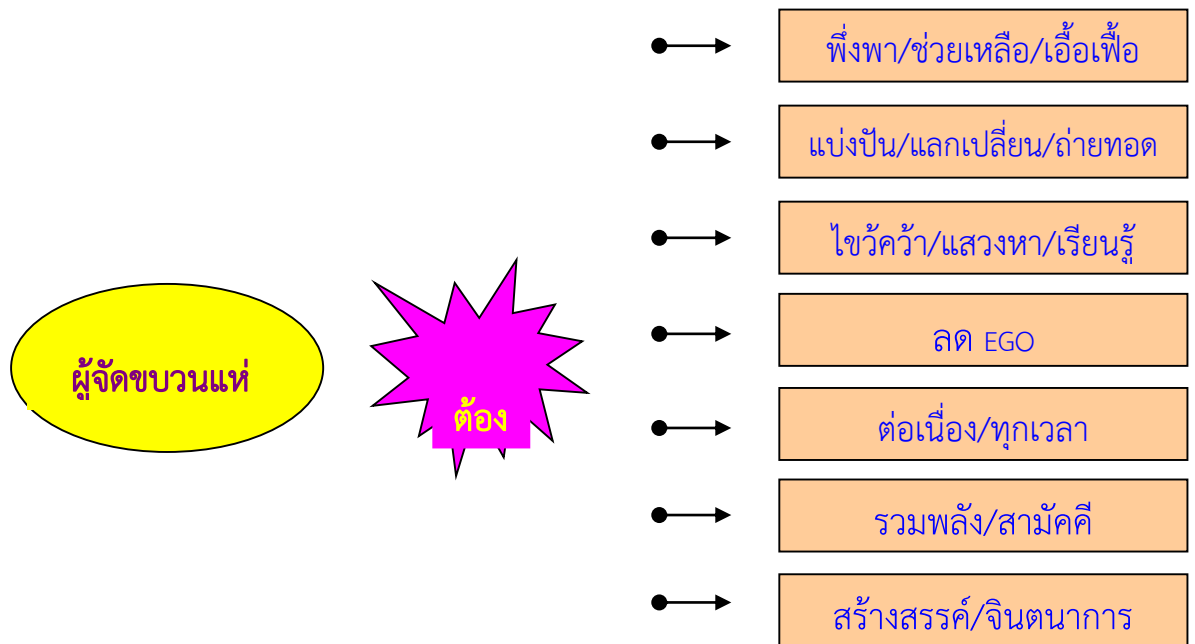 ผู้จัดขบวนแห่
ต้อง
พึ่งพา/ช่วยเหลือ/เอื้อเฟื้อ
แบ่งปัน/แลกเปลี่ยน/ถ่ายทอด
ไขว้คว้า/แสวงหา/เรียนรู้
ลด EGO
ต่อเนื่อง/ทุกเวลา
รวมพลัง/สามัคคี
สร้างสรรค์/จินตนาการ